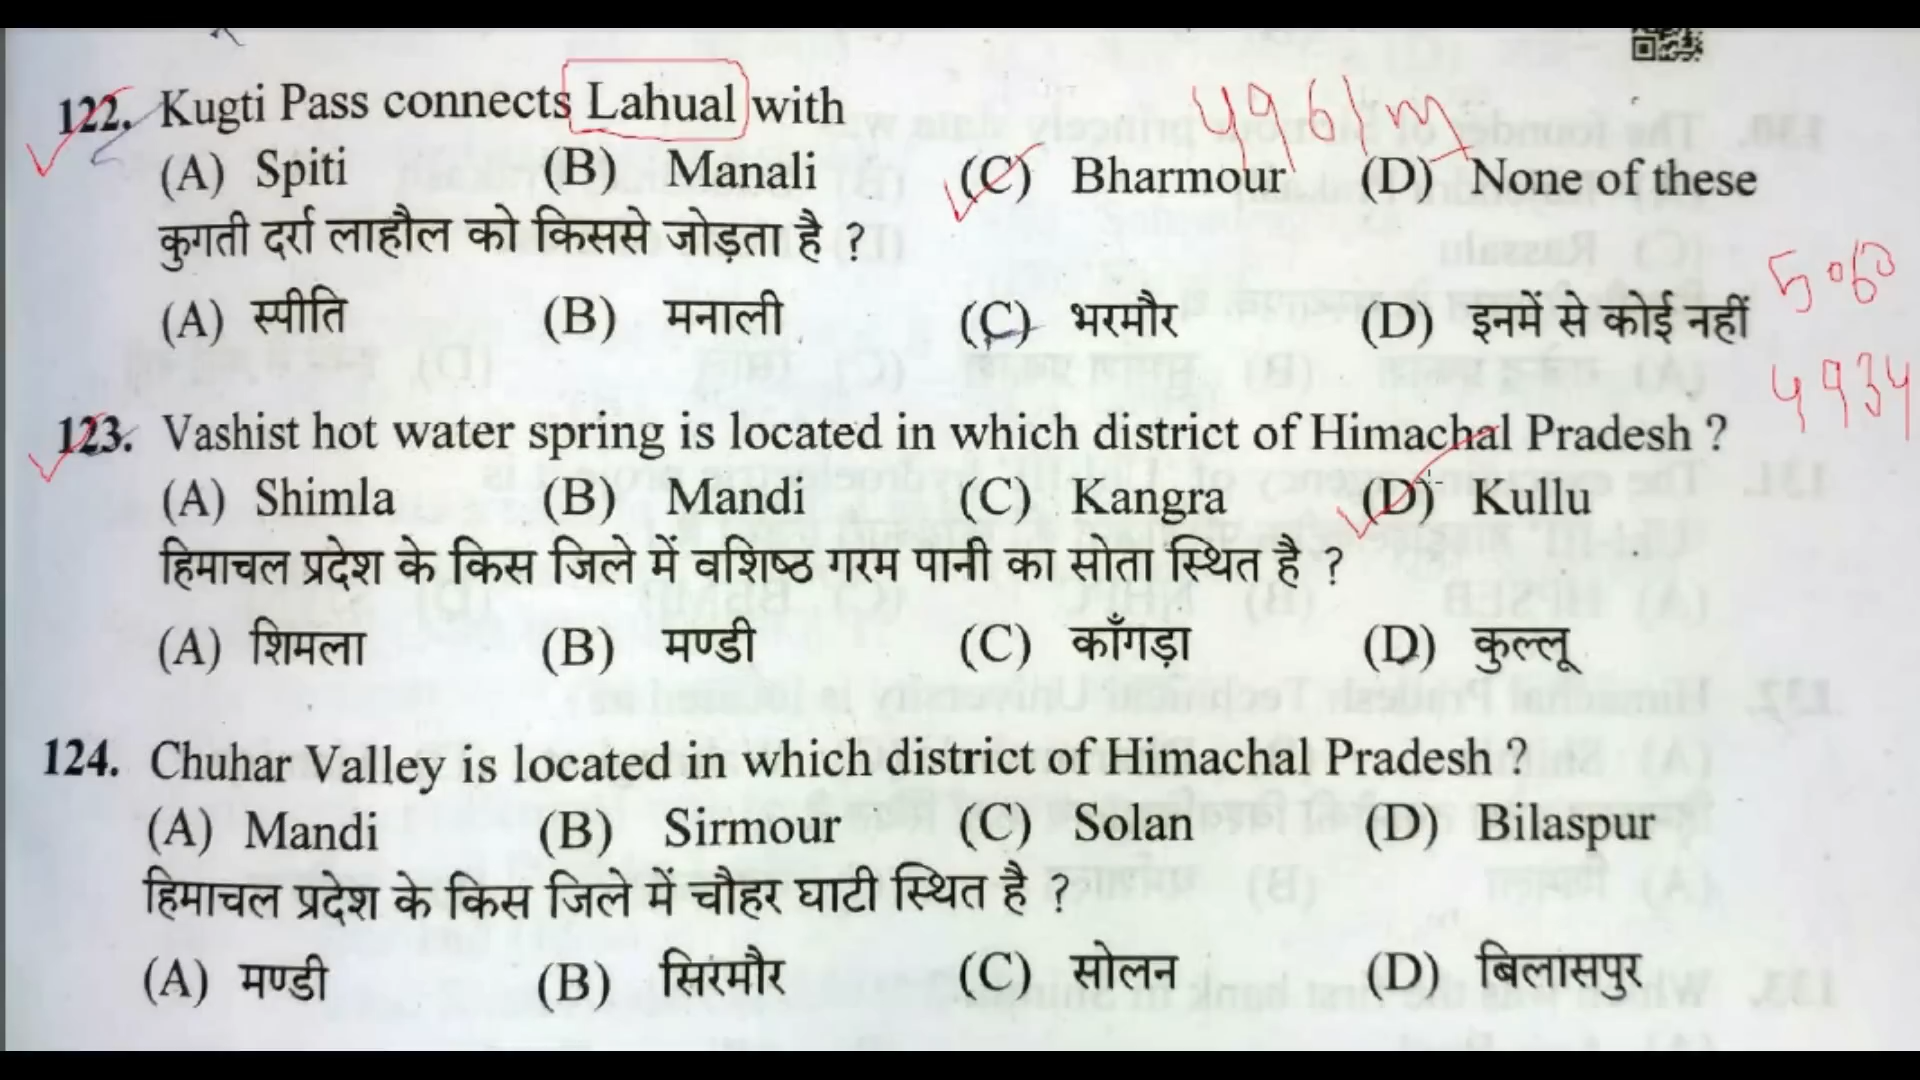 4961m
122. Kugti Pass connects Lahual with
(A) Spiti (B) Manali (C) Bharmour (D) None of these
कुगती दर्रा लाहौल को किससे जोड़ता है ?
5060
(A) स्पीति (B) मनाली (C) भरमौर (D) इनमें से कोई नहीं
4934
123. Vashist hot water spring is located in which district of Himachal Pradesh ?
(A) Shimla (B) Mandi (C) Kangra (D) Kullu
हिमाचल प्रदेश के किस जिले में वशिष्ठ गरम पानी का सोता स्थित है ?
(A) शिमला (B) मण्डी (C) काँगड़ा (D) कुल्लू
124. Chuhar Valley is located in which district of Himachal Pradesh ?
(A) Mandi (B) Sirmour (C) Solan (D) Bilaspur
हिमाचल प्रदेश के किस जिले में चौहर घाटी स्थित है ?
(A) मण्डी (B) सिरमौर (C) सोलन (D) बिलासपुर